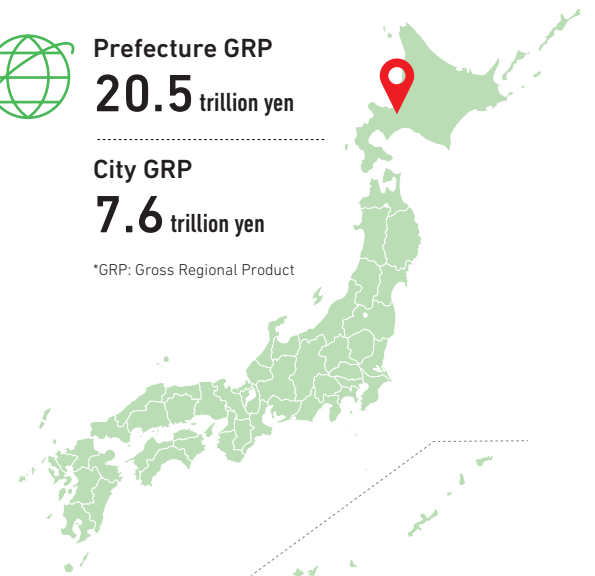 Prefecture GRP
20.5 trillion yen
City GRP
7.6 trillion yen
*GRP: Gross Regional Product